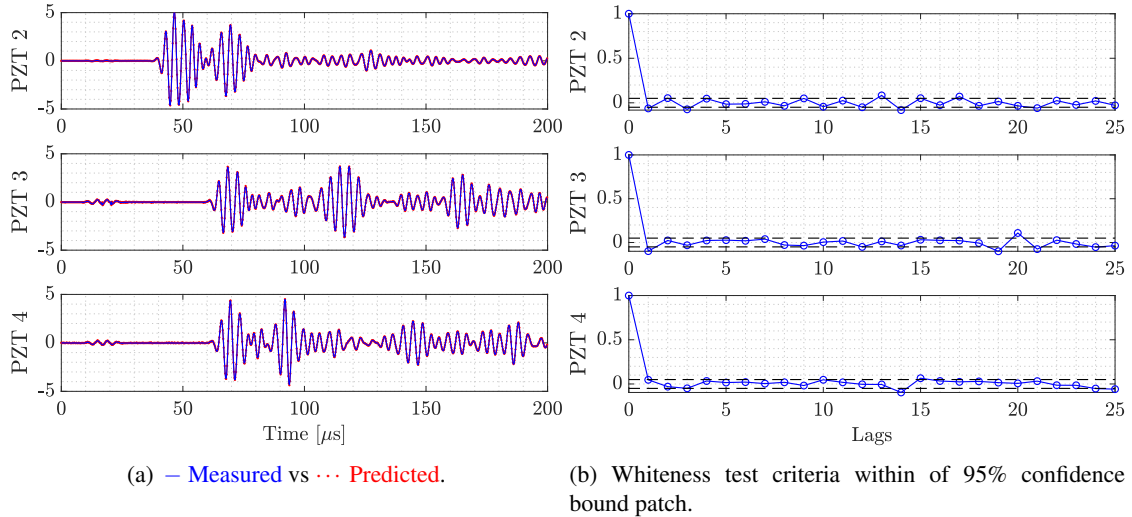 5
0
-5
PZT 2
0 50 100 150 200
5
0
-5
PZT 3
0 50 100 150 200
5
0
-5
PZT 4
0 50 100 150 200
Time [μs]
1
0.5
0
PZT 2
0 5 10 15 20 25
1
0.5
0
PZT 3
0 5 10 15 20 25
1
0.5
0
PZT 4
0 5 10 15 20 25
Lags
(a) – Measured vs ··· Predicted.
(b) Whiteness test criteria within of 95% confidence
bound patch.